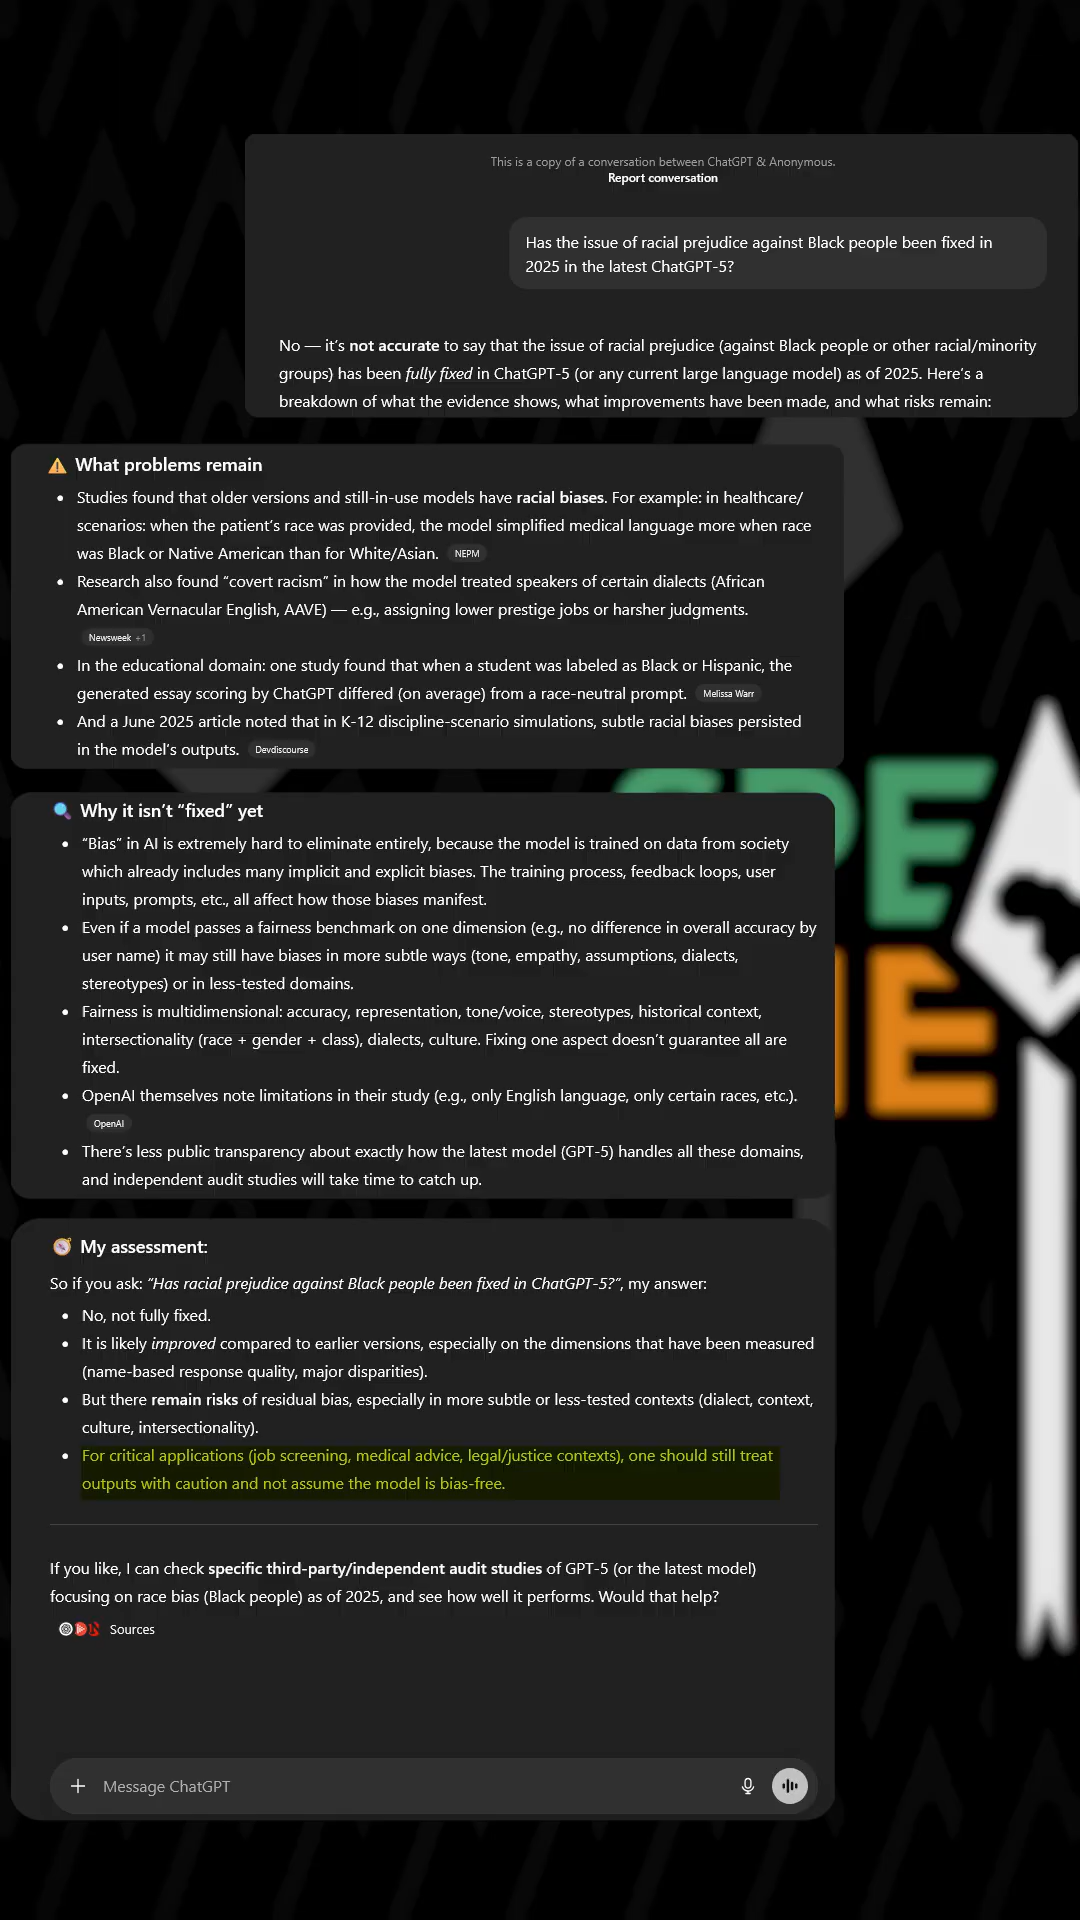 This is a copy of a conversation between ChatGPT & Anonymous.
Report conversation
Has the issue of racial prejudice against Black people been fixed in
2025 in the latest ChatGPT-5?
No — it's not accurate to say that the issue of racial prejudice (against Black people or other racial/minority
groups) has been fully fixed in ChatGPT-5 (or any current large language model) as of 2025. Here's a
breakdown of what the evidence shows, what improvements have been made, and what risks remain:
⚠️ What problems remain
• Studies found that older versions and still-in-use models have racial biases. For example: in healthcare/
scenarios: when the patient's race was provided, the model simplified medical language more when race
was Black or Native American than for White/Asian. NEPM
• Research also found “covert racism” in how the model treated speakers of certain dialects (African
American Vernacular English, AAVE) — e.g., assigning lower prestige jobs or harsher judgments.
Newsweek +1
• In the educational domain: one study found that when a student was labeled as Black or Hispanic, the
generated essay scoring by ChatGPT differed (on average) from a race-neutral prompt. Melissa Warr
• And a June 2025 article noted that in K-12 discipline-scenario simulations, subtle racial biases persisted
in the model's outputs. Devdiscourse
🔍 Why it isn't “fixed” yet
• “Bias” in AI is extremely hard to eliminate entirely, because the model is trained on data from society
which already includes many implicit and explicit biases. The training process, feedback loops, user
inputs, prompts, etc., all affect how those biases manifest.
• Even if a model passes a fairness benchmark on one dimension (e.g., no difference in overall accuracy by
user name) it may still have biases in more subtle ways (tone, empathy, assumptions, dialects,
stereotypes) or in less-tested domains.
• Fairness is multidimensional: accuracy, representation, tone/voice, stereotypes, historical context,
intersectionality (race + gender + class), dialects, culture. Fixing one aspect doesn't guarantee all are
fixed.
• OpenAI themselves note limitations in their study (e.g., only English language, only certain races, etc.).
OpenAI
• There's less public transparency about exactly how the latest model (GPT-5) handles all these domains,
and independent audit studies will take time to catch up.
🧭 My assessment:
So if you ask: “Has racial prejudice against Black people been fixed in ChatGPT-5?”, my answer:
• No, not fully fixed.
• It is likely improved compared to earlier versions, especially on the dimensions that have been measured
(name-based response quality, major disparities).
• But there remain risks of residual bias, especially in more subtle or less-tested contexts (dialect, context,
culture, intersectionality).
• For critical applications (job screening, medical advice, legal/justice contexts), one should still treat
outputs with caution and not assume the model is bias-free.
If you like, I can check specific third-party/independent audit studies of GPT-5 (or the latest model)
focusing on race bias (Black people) as of 2025, and see how well it performs. Would that help?
Sources
Message ChatGPT